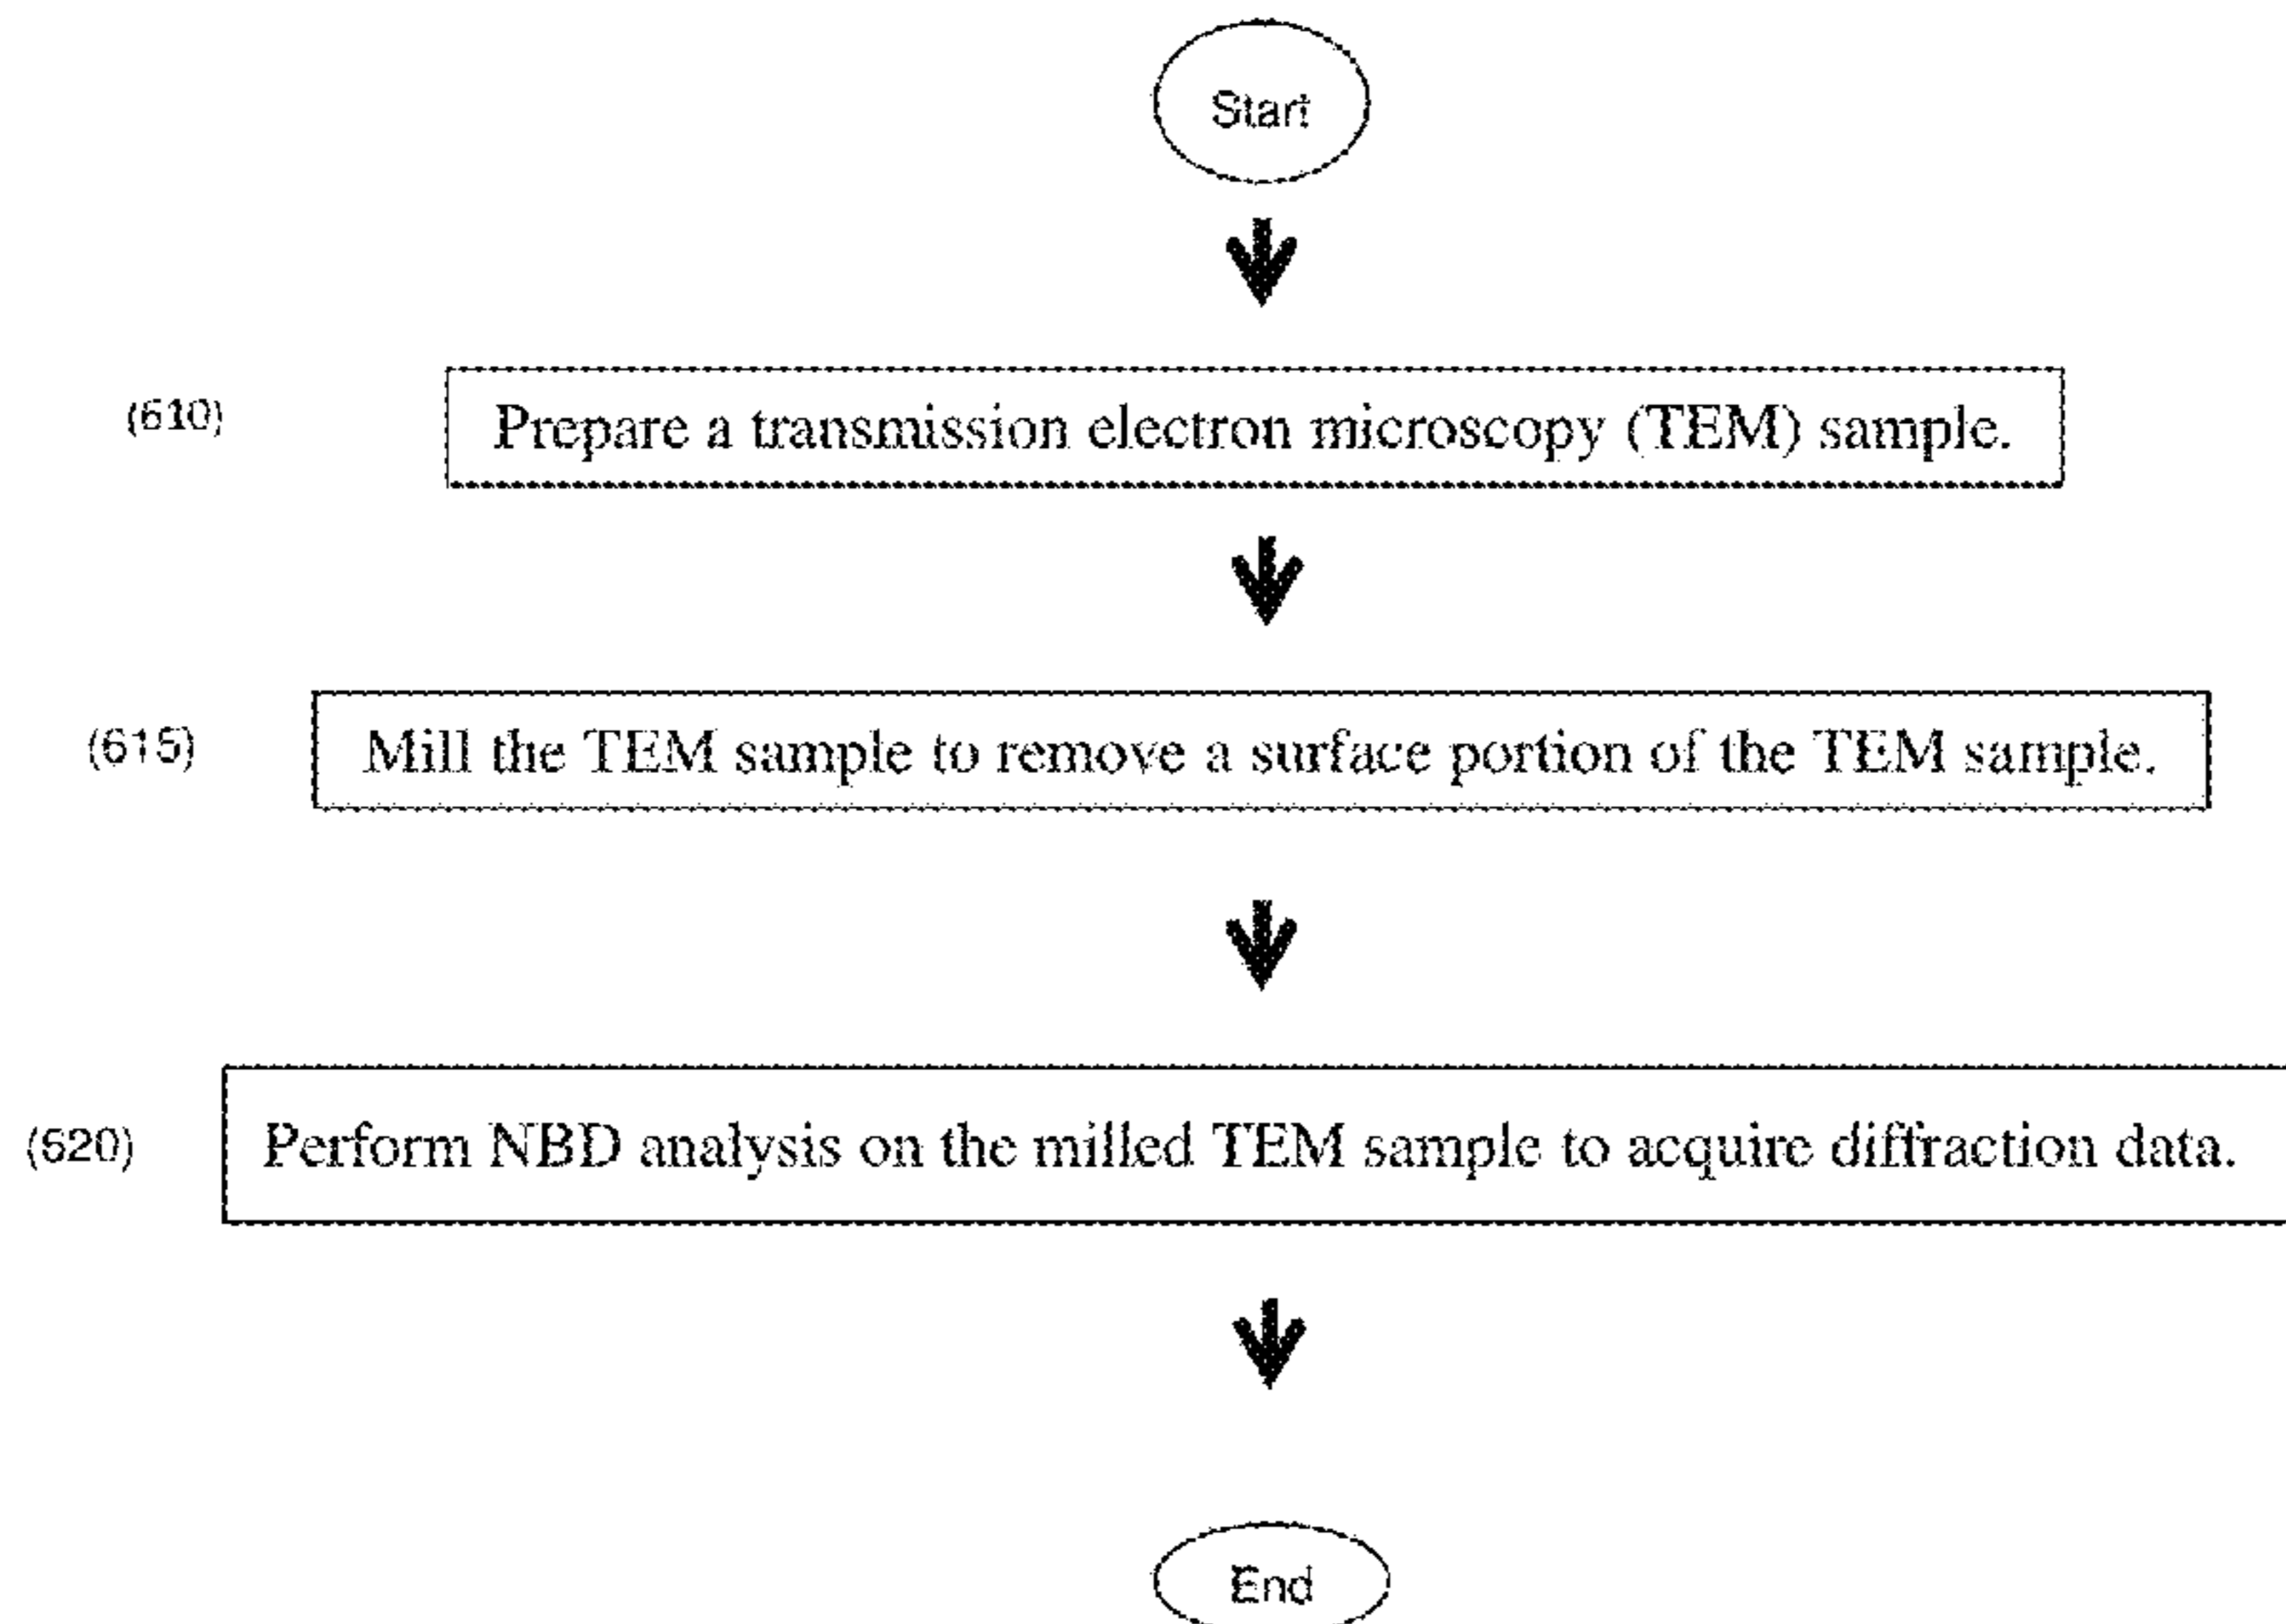 Start
(610) Prepare a transmission electron microscopy (TEM) sample.
(615) Mill the TEM sample to remove a surface portion of the TEM sample.
(620) Perform NBD analysis on the milled TEM sample to acquire diffraction data.
End